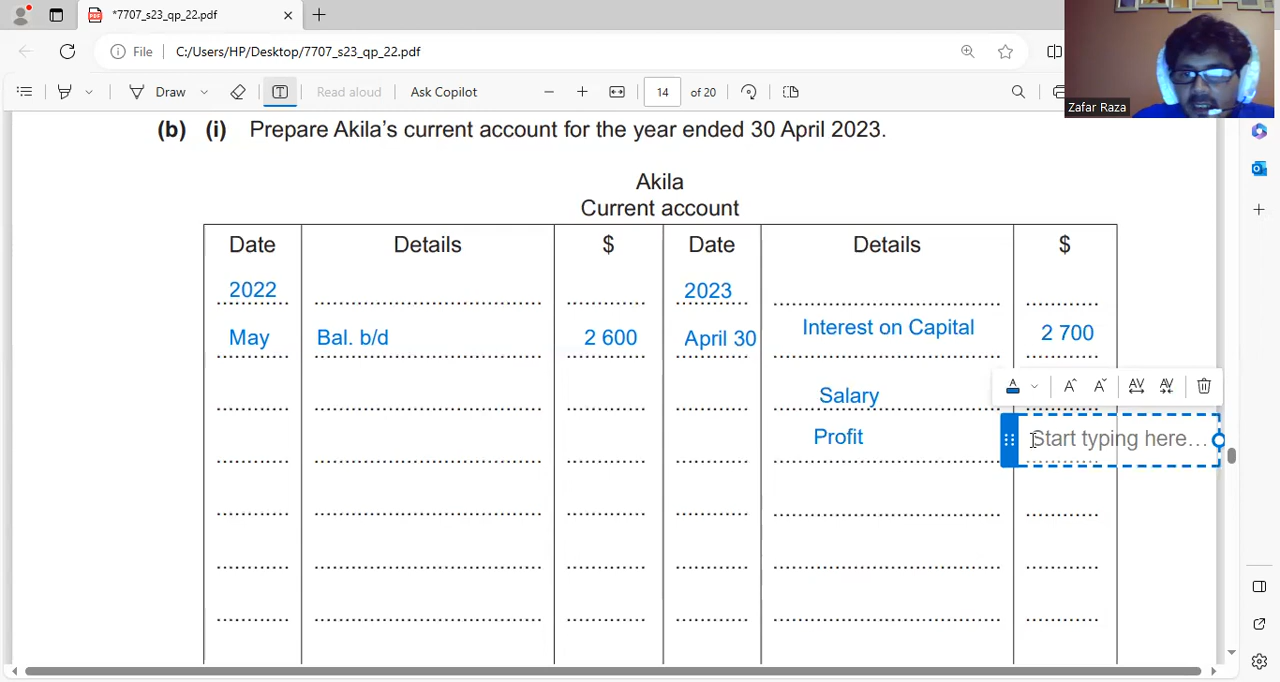 *7707_s23_qp_22.pdf
File C:/Users/HP/Desktop/7707_s23_qp_22.pdf
Draw Read aloud Ask Copilot 14 of 20
Zafar Raza
(b) (i) Prepare Akila's current account for the year ended 30 April 2023.
Akila
Current account
Date Details $ Date Details $
2022 2023
May Bal. b/d 2 600 April 30 Interest on Capital 2 700
Salary
Profit Start typing here...